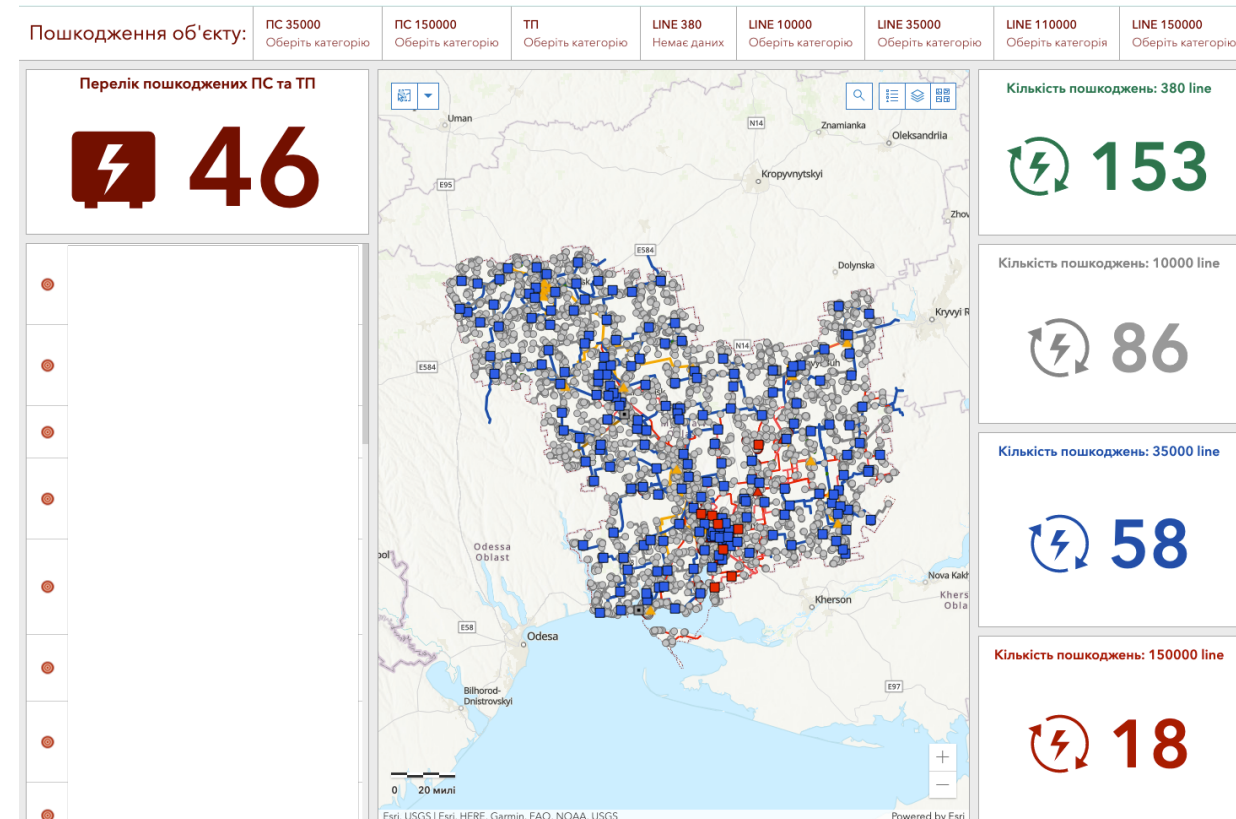 Пошкодження об'єкту:
ПС 35000
Оберіть категорію
ПС 150000
Оберіть категорію
ТП
Оберіть категорію
LINE 380
Немає даних
LINE 10000
Оберіть категорію
LINE 35000
Оберіть категорію
LINE 110000
Оберіть категорія
LINE 150000
Оберіть категорію
Перелік пошкоджених ПС та ТП
46
Uman
N14
Znamianka
Oleksandriia
Kropyvnytskyi
E95
Zhov
E584
Dolynska
Kryvyi R
N14
E584
Odessa
Oblast
Nova Kakh
Khers
Obla
Kherson
E58
Odesa
E97
Bilhorod-
Dnistrovskyi
0 20 милі
Esri, USGS | Esri, HERE, Garmin, FAO, NOAA, USGS
Powered by Esri
Кількість пошкоджень: 380 line
153
Кількість пошкоджень: 10000 line
86
Кількість пошкоджень: 35000 line
58
Кількість пошкоджень: 150000 line
18